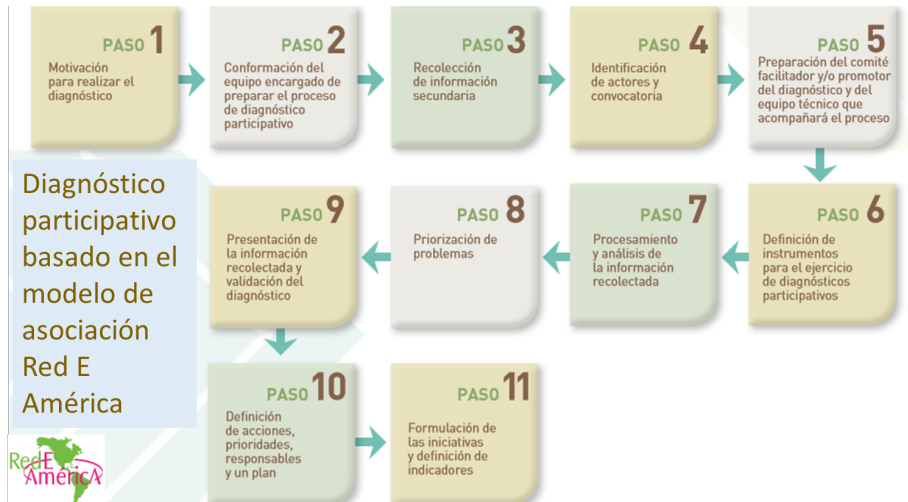 PASO 1
Motivación
para realizar el
diagnóstico
PASO 2
Conformación del
equipo encargado de
preparar el proceso
de diagnóstico
participativo
PASO 3
Recolección
de información
secundaria
PASO 4
Identificación
de actores y
convocatoria
PASO 5
Preparación del comité
facilitador y/o promotor
del diagnóstico y del
equipo técnico que
acompañará el proceso
Diagnóstico
participativo
basado en el
modelo de
asociación
Red E
América
PASO 6
Definición de
instrumentos
para el ejercicio
de diagnósticos
participativos
PASO 7
Procesamiento
y análisis de
la información
recolectada
PASO 8
Priorización de
problemas
PASO 9
Presentación de
la información
recolectada y
validación del
diagnóstico
PASO 10
Definición
de acciones,
prioridades,
responsables
y un plan
PASO 11
Formulación de
las iniciativas
y definición de
indicadores
RedE
AméricA